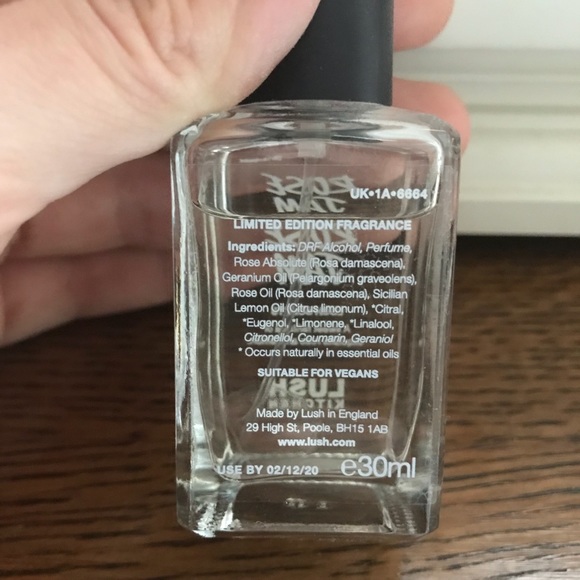 ROSE
JAM
UK•1A•6664
LIMITED EDITION FRAGRANCE
Ingredients: DRF Alcohol, Perfume,
Rose Absolute (Rosa damascena),
Geranium Oil (Pelargonium graveolens),
Rose Oil (Rosa damascena), Sicilian
Lemon Oil (Citrus limonum), *Citral,
*Eugenol, *Limonene, *Linalool,
Citronellol, Coumarin, Geraniol
* Occurs naturally in essential oils
SUITABLE FOR VEGANS
LUSH
KITCHEN
Made by Lush in England
29 High St, Poole, BH15 1AB
www.lush.com
USE BY 02/12/20 e30ml